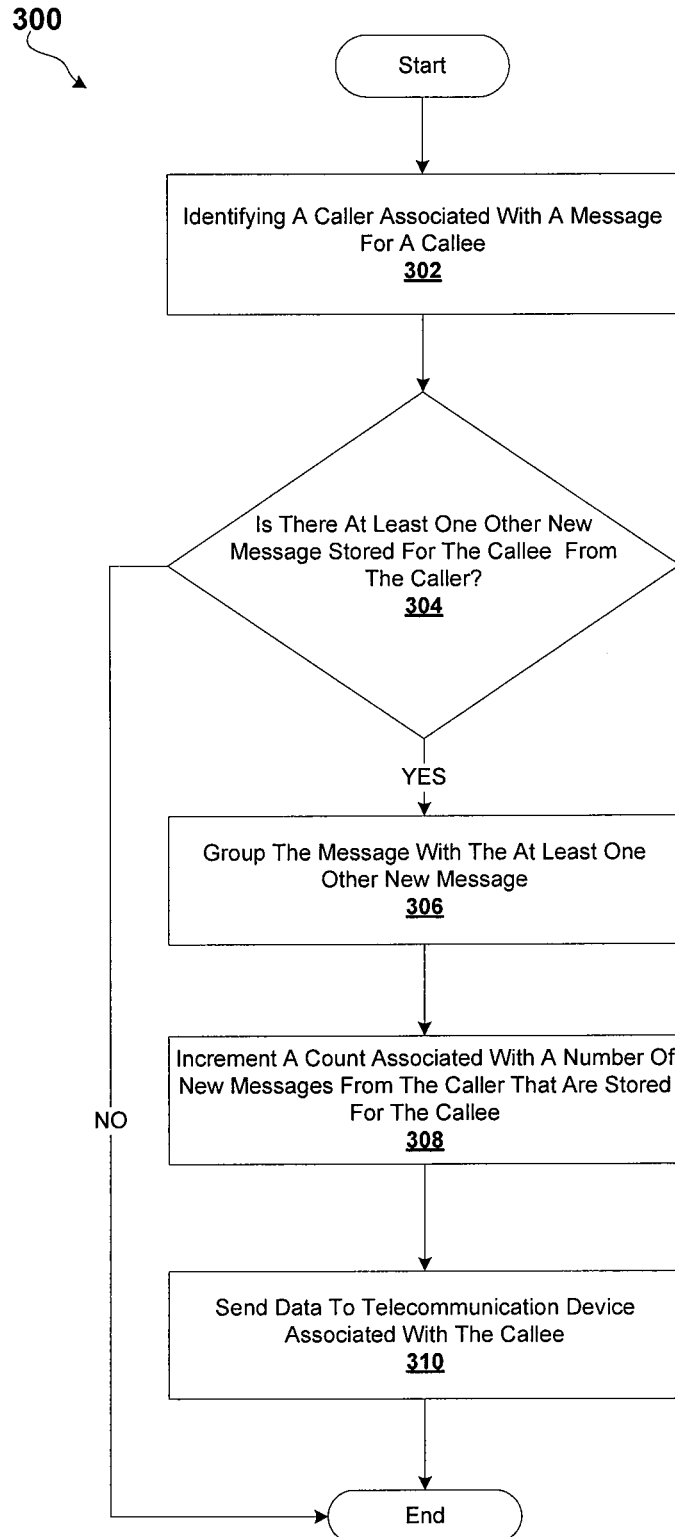 300
Start
Identifying A Caller Associated With A Message
For A Callee
302
Is There At Least One Other New
Message Stored For The Callee From
The Caller?
304
YES
Group The Message With The At Least One
Other New Message
306
Increment A Count Associated With A Number Of
New Messages From The Caller That Are Stored
For The Callee
308
NO
Send Data To Telecommunication Device
Associated With The Callee
310
End